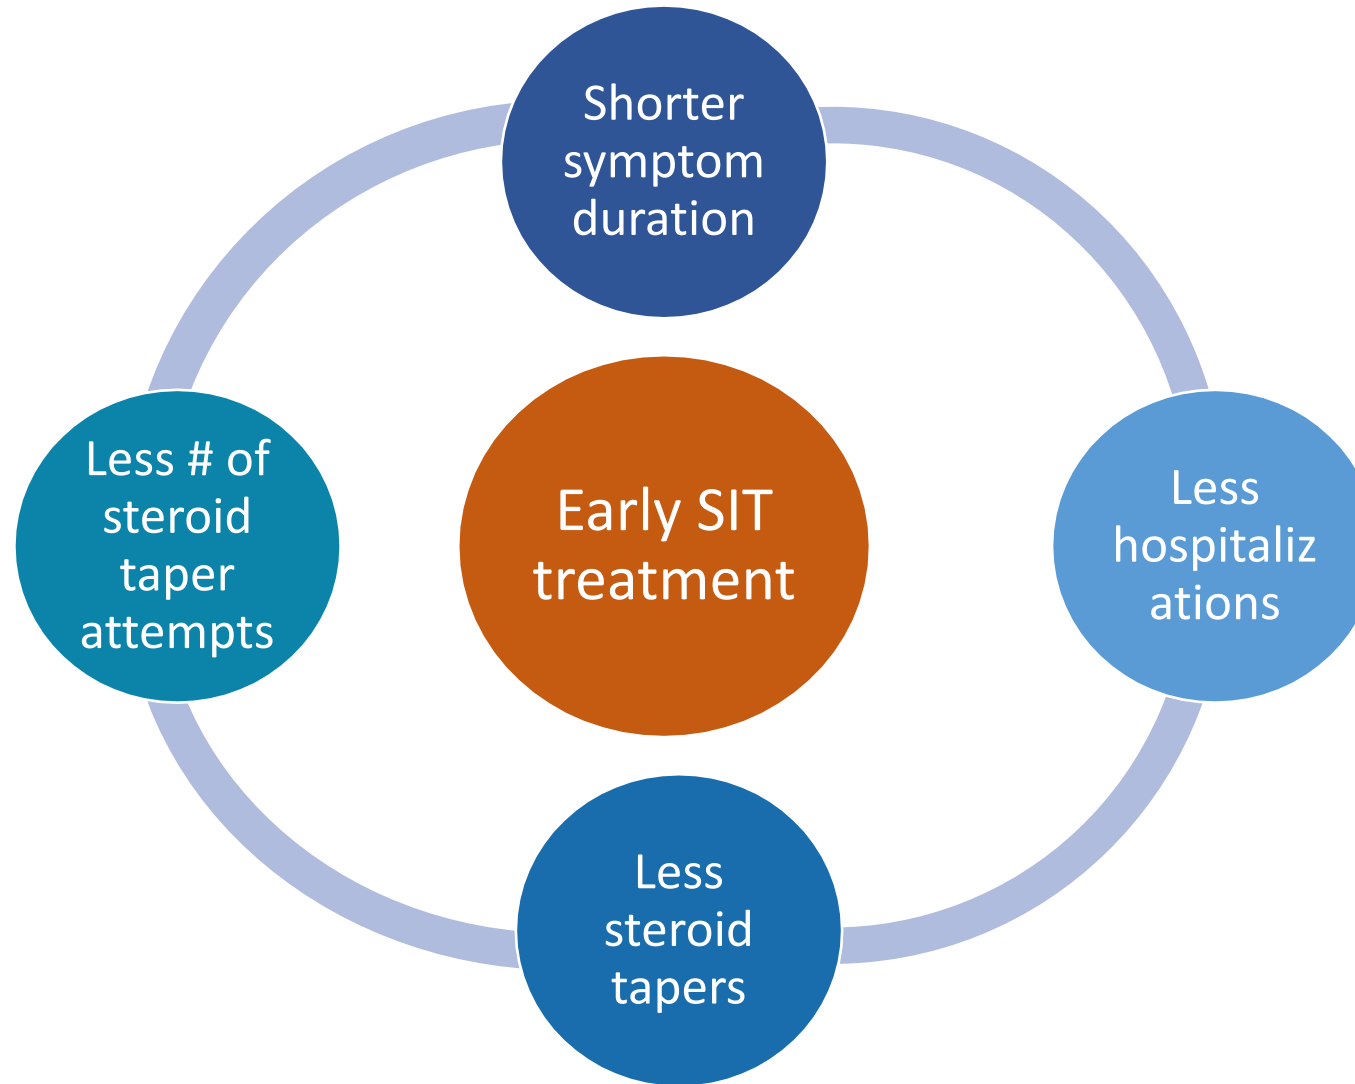 Shorter
symptom
duration
Less # of
steroid
taper
attempts
Early SIT
treatment
Less
hospitaliz
ations
Less
steroid
tapers